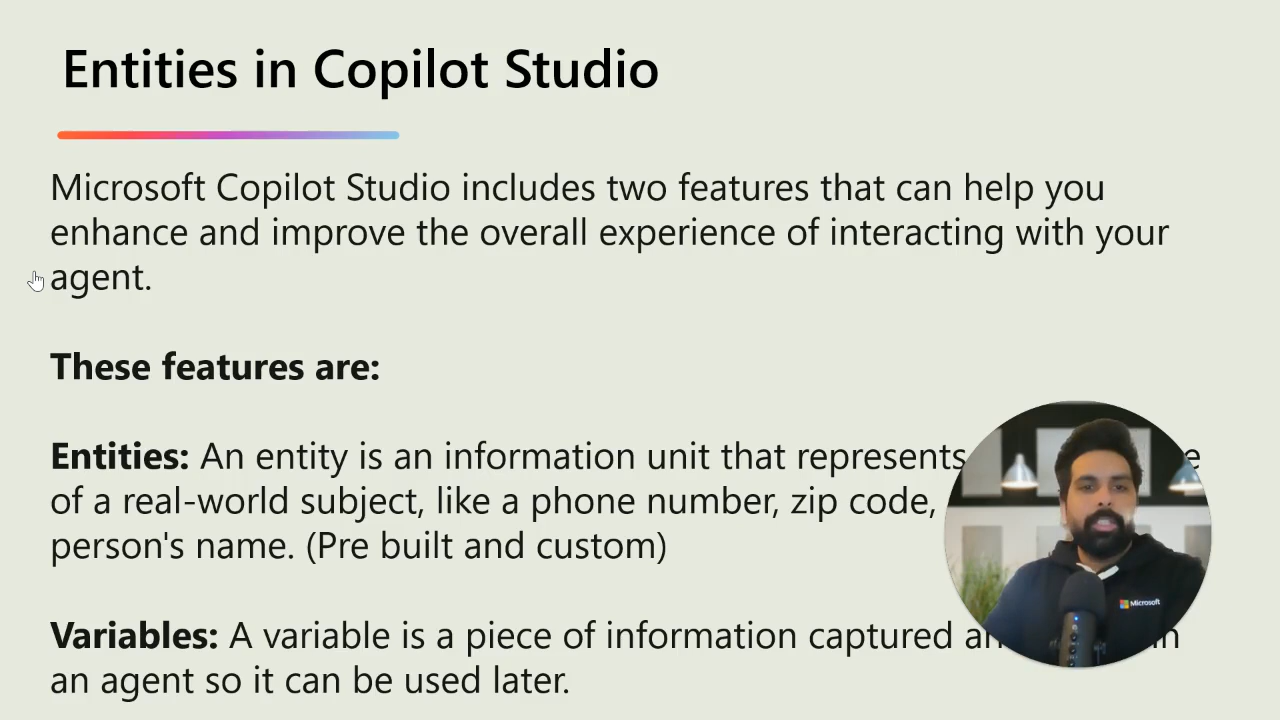 Entities in Copilot Studio
Microsoft Copilot Studio includes two features that can help you
enhance and improve the overall experience of interacting with your
agent.
These features are:
Entities: An entity is an information unit that represents
of a real-world subject, like a phone number, zip code,
person's name. (Pre built and custom)
Variables: A variable is a piece of information captured
an agent so it can be used later.
Microsoft